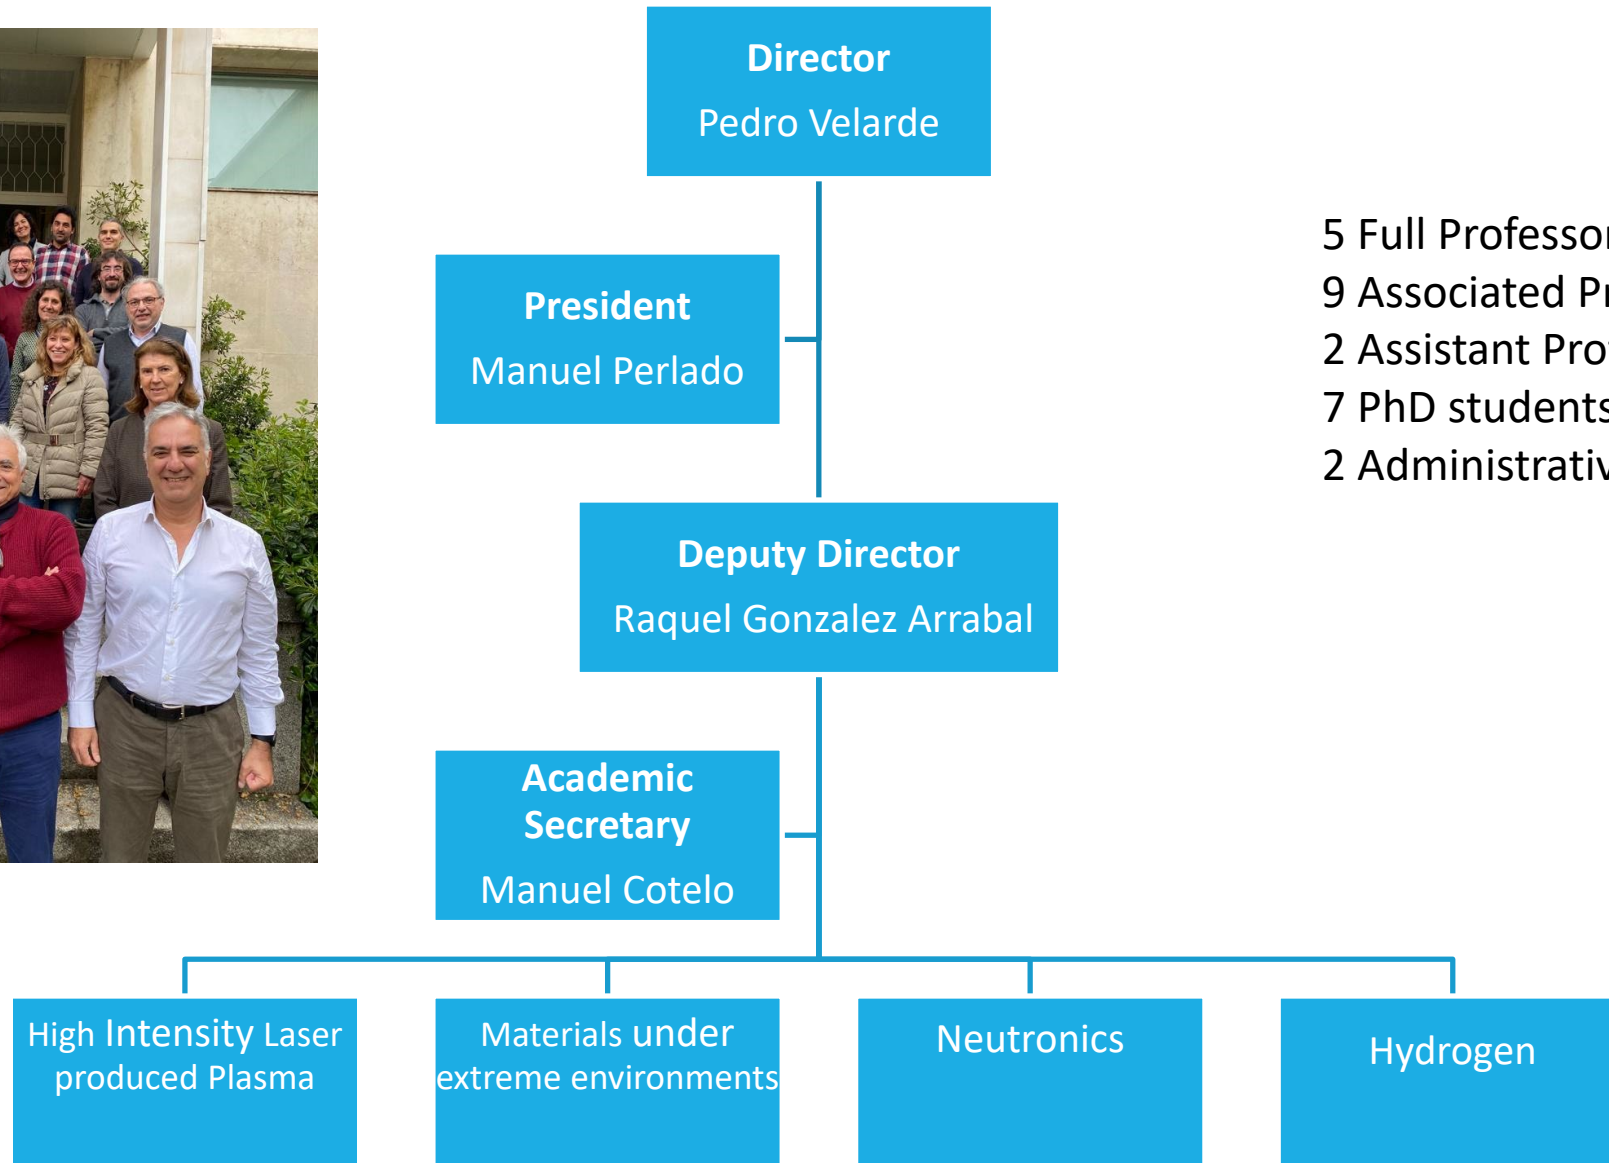 Director
Pedro Velarde
President
Manuel Perlado
Deputy Director
Raquel Gonzalez Arrabal
Academic
Secretary
Manuel Cotelo
High Intensity Laser
produced Plasma
Materials under
extreme environments
Neutronics
Hydrogen
5 Full
9 Associated
2 Assistant
7 PhD students
2